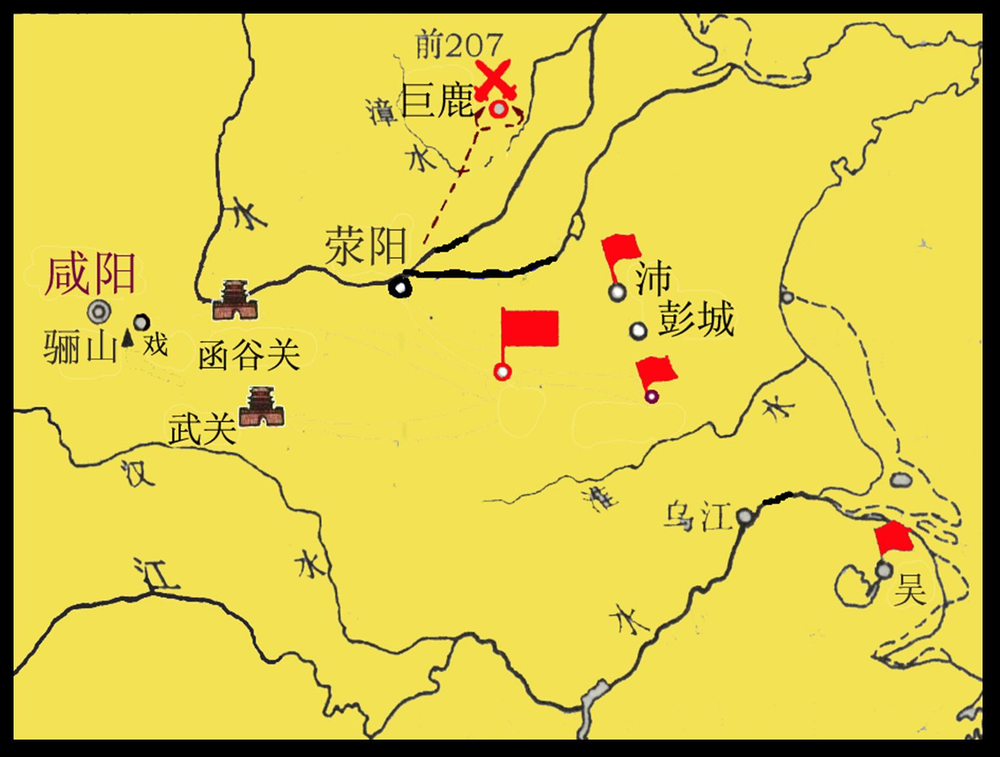 前207
巨鹿
漳
水
水
荥阳
咸阳
沛
彭城
骊山
戏
函谷关
武关
水
汉
淮
乌江
江
水
吴
水